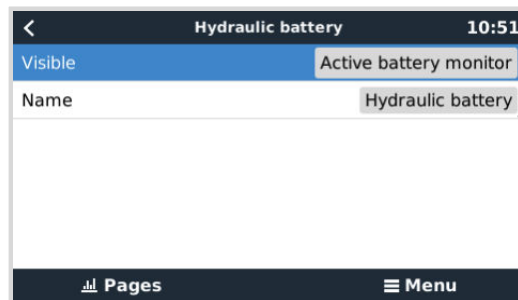 Hydraulic battery 10:51
Visible Active battery monitor
Name Hydraulic battery
Pages Menu